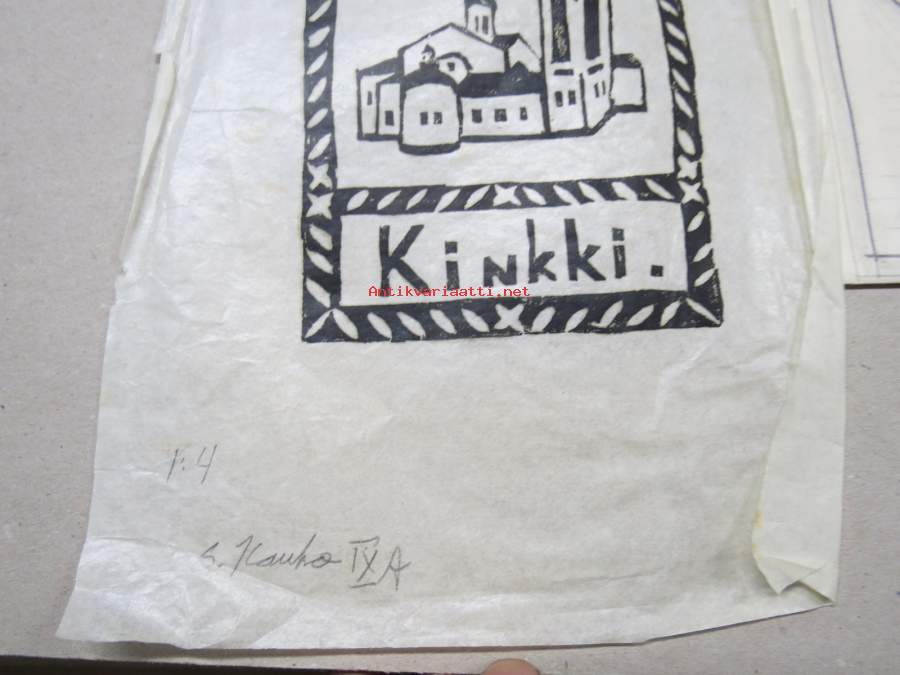 Kinkki.
Antikvariaatti.net
1:4
S. Kauko IX A